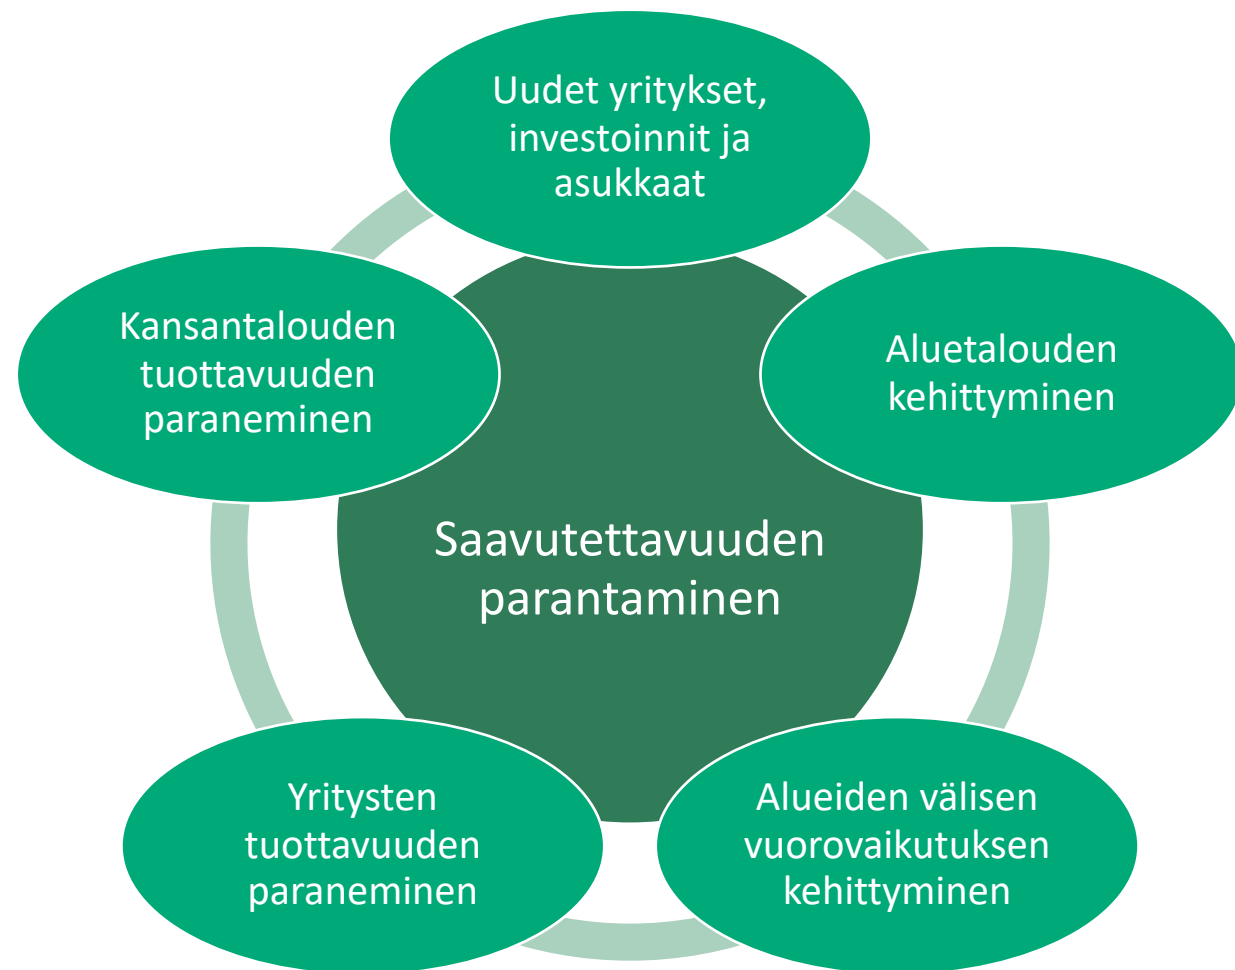 Uudet yritykset,
investoinnit ja
asukkaat
Aluetalouden
kehittyminen
Alueiden välisen
vuorovaikutuksen
kehittyminen
Yritysten
tuottavuuden
paraneminen
Kansantalouden
tuottavuuden
paraneminen
Saavutettavuuden
parantaminen